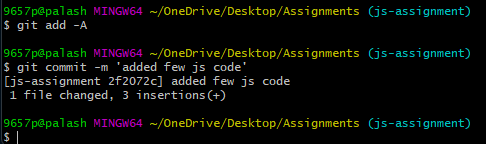 9657p@palash MINGW64 ~/OneDrive/Desktop/Assignments (js-assignment)
$ git add -A
9657p@palash MINGW64 ~/OneDrive/Desktop/Assignments (js-assignment)
$ git commit -m 'added few js code'
[js-assignment 2f2072c] added few js code
1 file changed, 3 insertions(+)
9657p@palash MINGW64 ~/OneDrive/Desktop/Assignments (js-assignment)
$